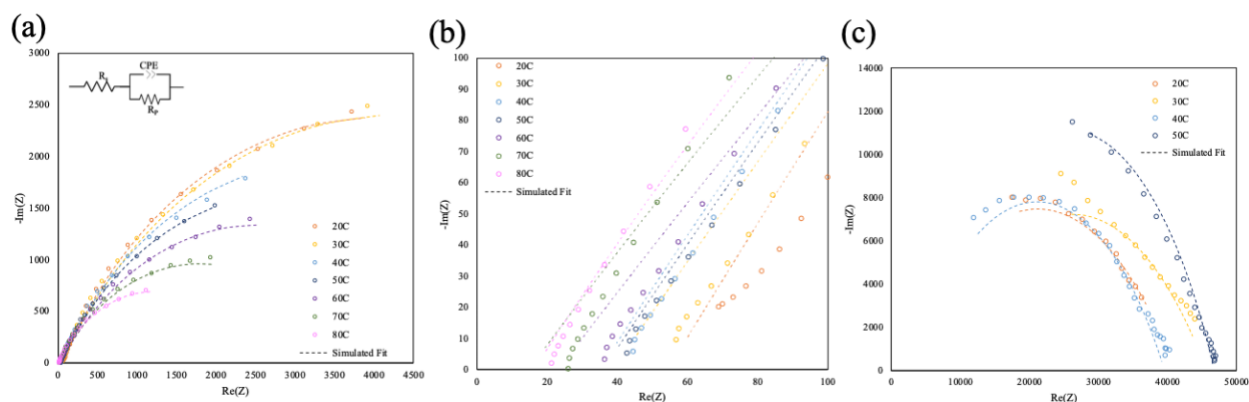 (a)
3000
2500
2000
1500
1000
500
0
-Im(Z)
CPE
Rs
RP
20C
30C
40C
50C
60C
70C
80C
Simulated Fit
0 500 1000 1500 2000 2500 3000 3500 4000 4500
Re(Z)
(b)
100
90
80
70
60
50
40
30
20
10
0
-Im(Z)
20C
30C
40C
50C
60C
70C
80C
Simulated Fit
0 20 40 60 80 100
Re(Z)
(c)
14000
12000
10000
8000
6000
4000
2000
0
-Im(Z)
20C
30C
40C
50C
Simulated Fit
0 10000 20000 30000 40000 50000
Re(Z)